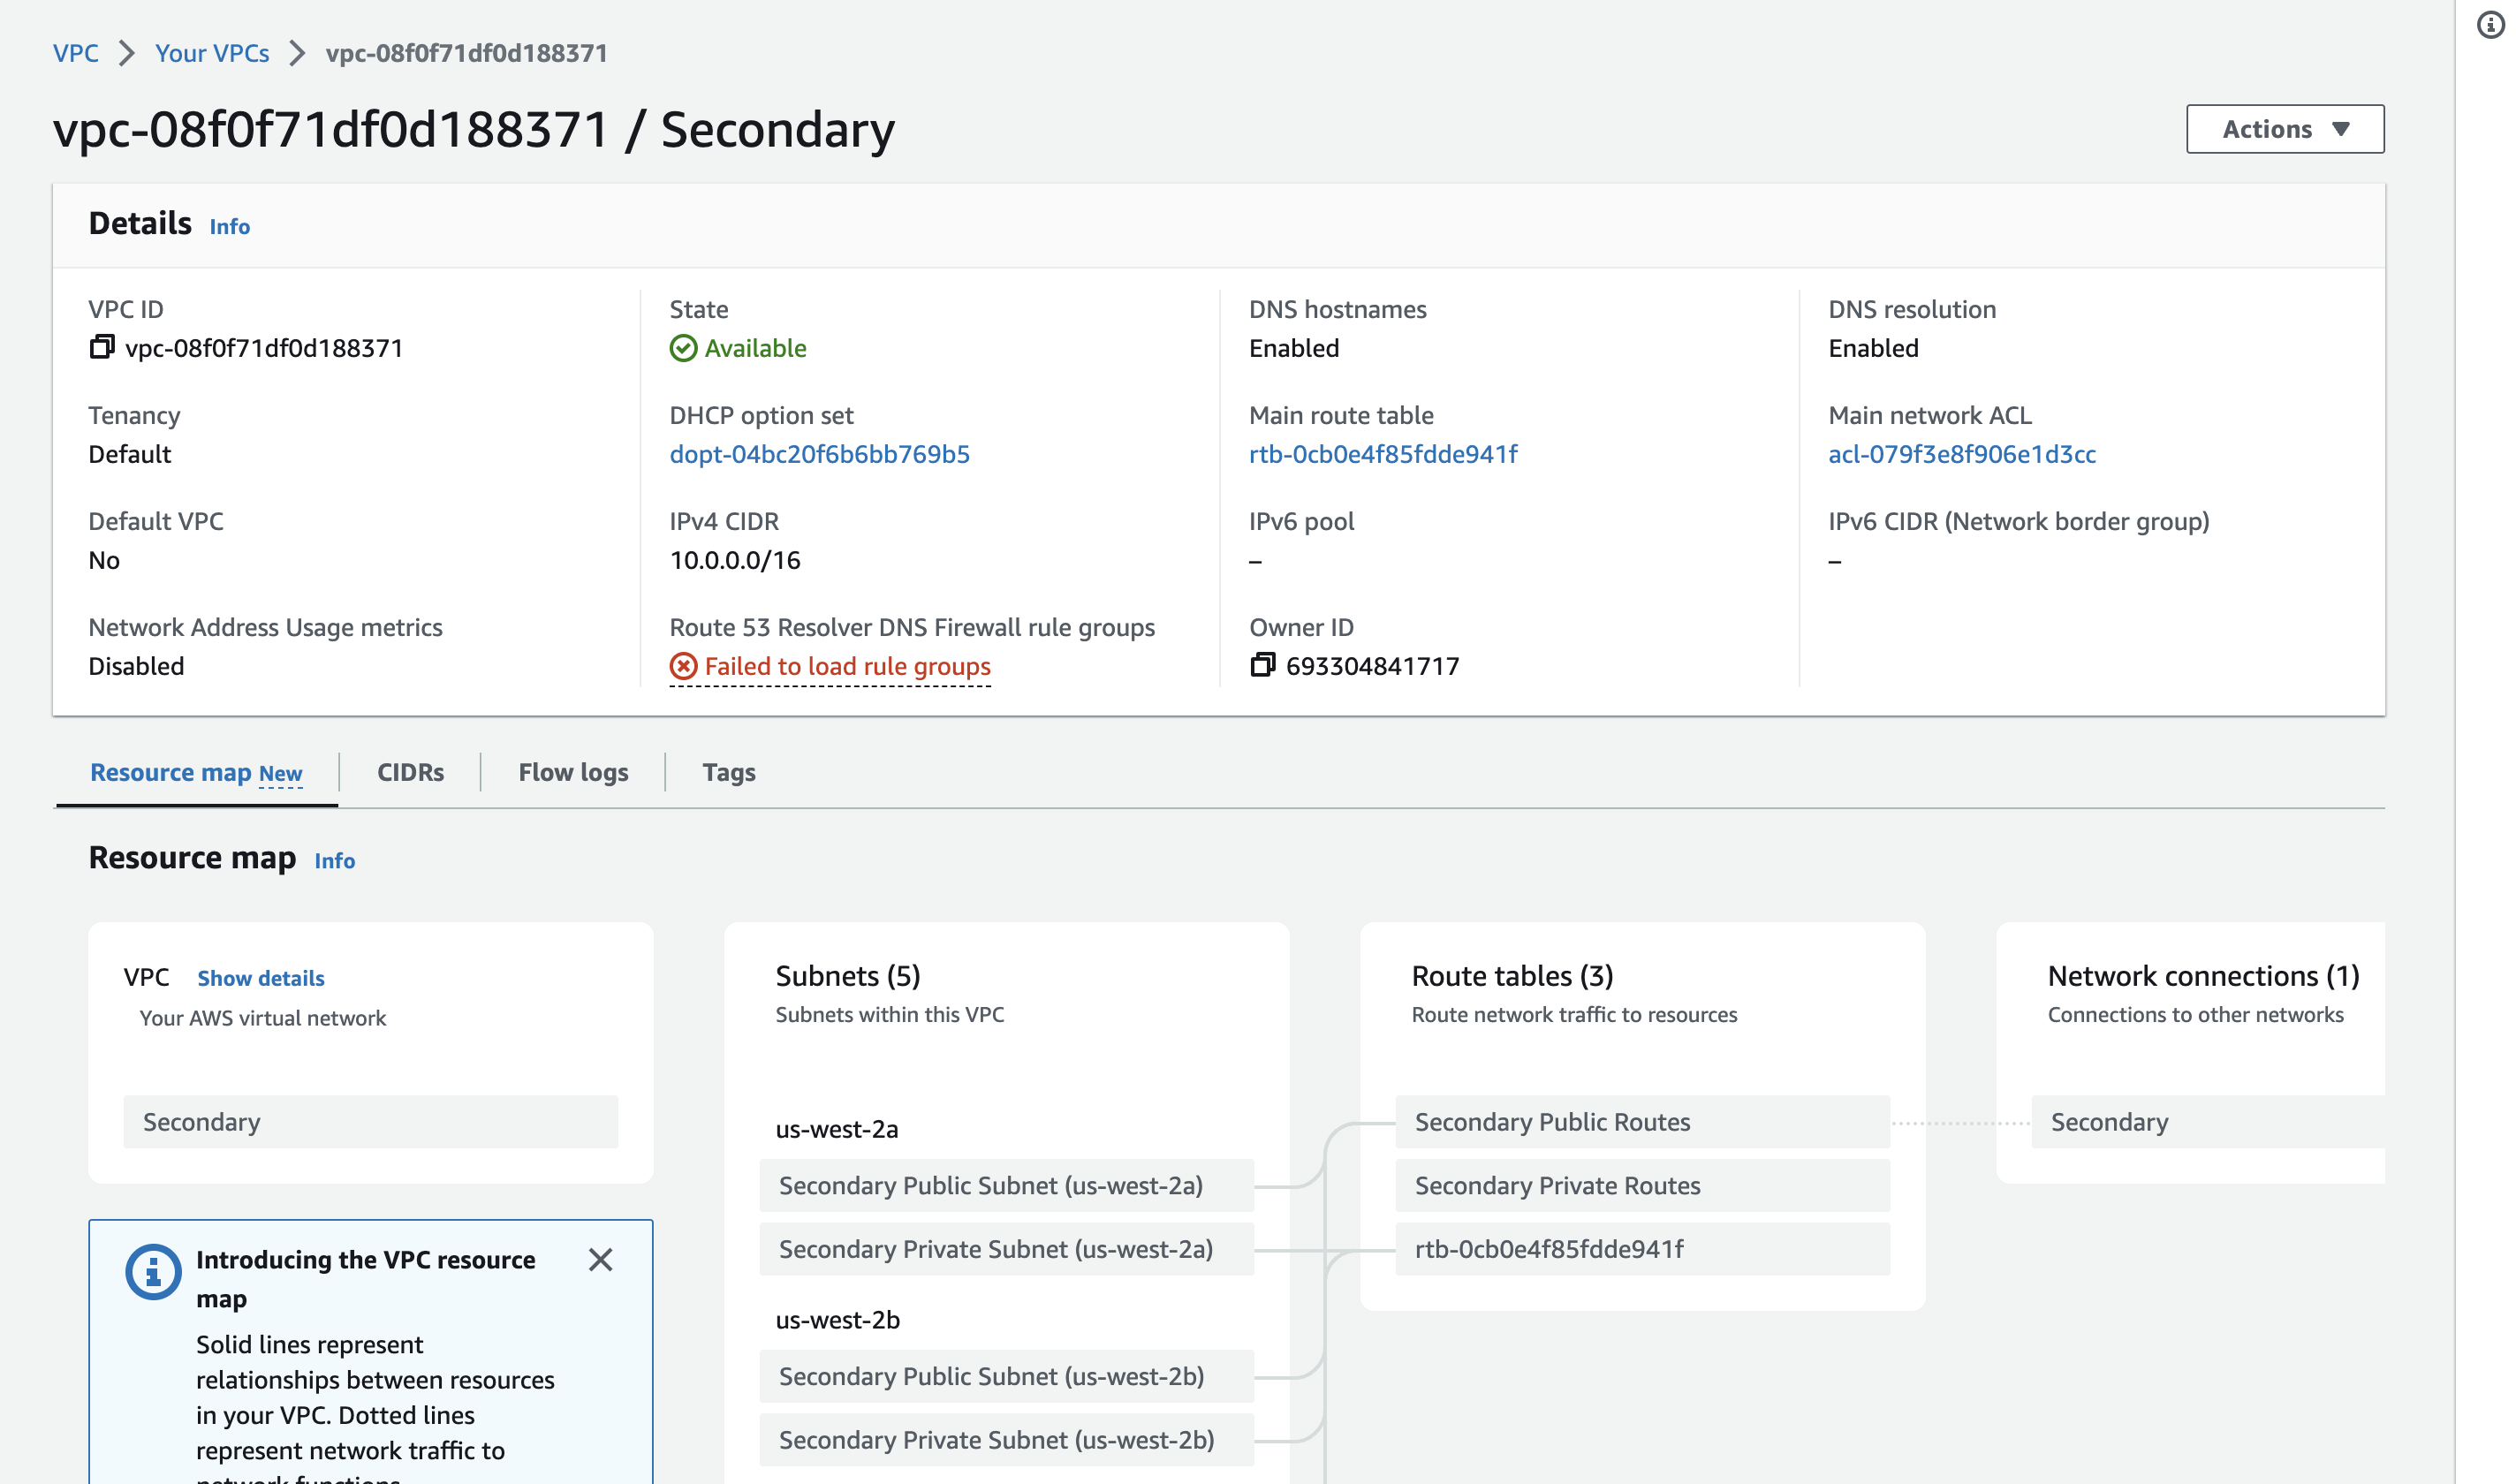 VPC > Your VPCs > vpc-08f0f71df0d188371
vpc-08f0f71df0d188371 / Secondary
Actions
Details Info
VPC ID
vpc-08f0f71df0d188371
State
Available
DNS hostnames
Enabled
DNS resolution
Enabled
Tenancy
Default
DHCP option set
dopt-04bc20f6b6bb769b5
Main route table
rtb-0cb0e4f85fdde941f
Main network ACL
acl-079f3e8f906e1d3cc
Default VPC
No
IPv4 CIDR
10.0.0.0/16
IPv6 pool
–
IPv6 CIDR (Network border group)
–
Network Address Usage metrics
Disabled
Route 53 Resolver DNS Firewall rule groups
Failed to load rule groups
Owner ID
693304841717
Resource map New
CIDRs
Flow logs
Tags
Resource map Info
VPC Show details
Your AWS virtual network
Secondary
Introducing the VPC resource
map
Solid lines represent
relationships between resources
in your VPC. Dotted lines
represent network traffic to
network functions.
Subnets (5)
Subnets within this VPC
us-west-2a
Secondary Public Subnet (us-west-2a)
Secondary Private Subnet (us-west-2a)
us-west-2b
Secondary Public Subnet (us-west-2b)
Secondary Private Subnet (us-west-2b)
Route tables (3)
Route network traffic to resources
Secondary Public Routes
Secondary Private Routes
rtb-0cb0e4f85fdde941f
Network connections (1)
Connections to other networks
Secondary